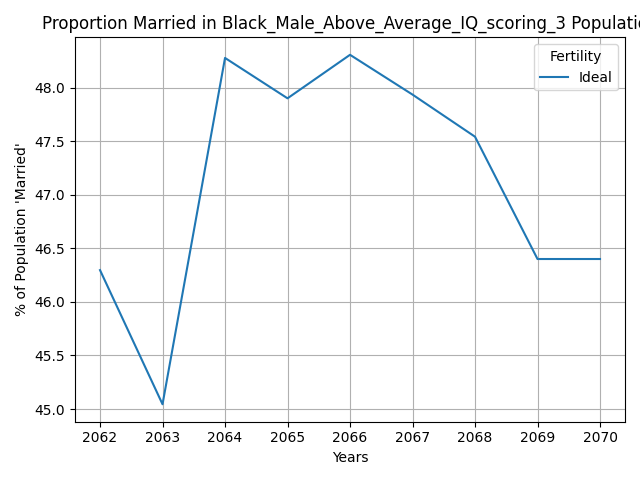 Proportion Married in Black_Male_Above_Average_IQ_scoring_3 Populatio
Fertility
Ideal
48.0
47.5
47.0
46.5
46.0
45.5
45.0
% of Population 'Married'
2062 2063 2064 2065 2066 2067 2068 2069 2070
Years